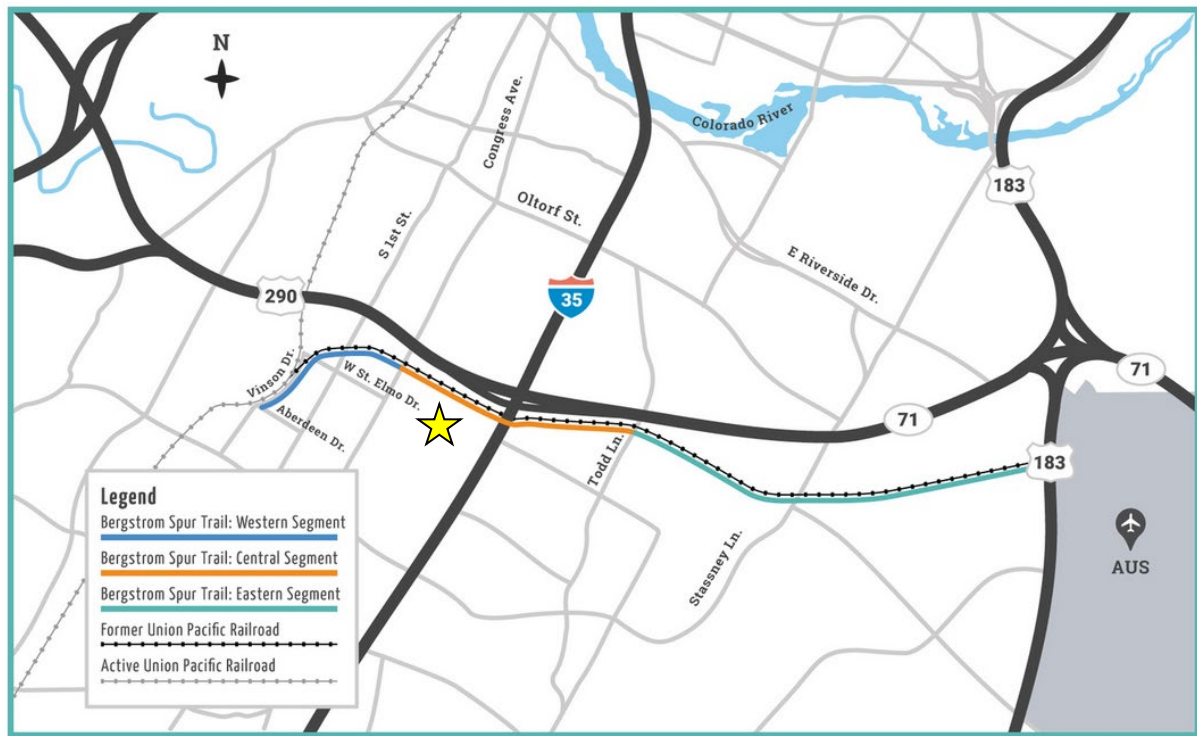 N
Congress Ave.
Colorado River
183
Oltorf St.
S 1st St.
E Riverside Dr.
290
35
Vinson Dr.
W St. Elmo Dr.
71
71
Aberdeen Dr.
Todd Ln.
183
Stassney Ln.
AUS
Legend
Bergstrom Spur Trail: Western Segment
Bergstrom Spur Trail: Central Segment
Bergstrom Spur Trail: Eastern Segment
Former Union Pacific Railroad
Active Union Pacific Railroad